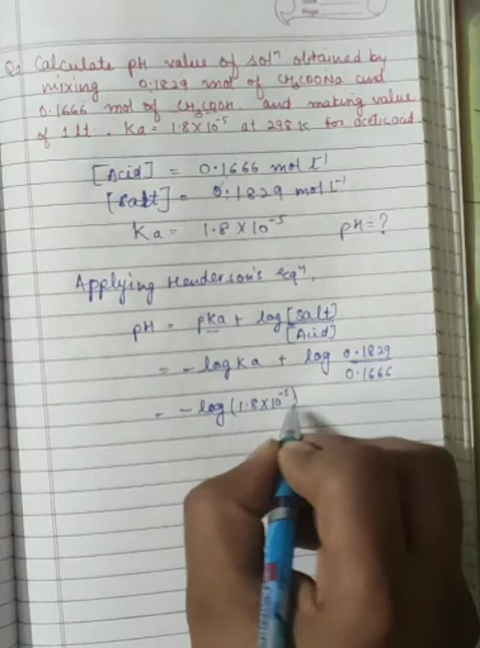 Q. Calculate pH value of solⁿ obtained by
mixing 0.1829 mol of CH₃COONa and
0.1666 mol of CH₃COOH and making value
of 1 lt. Ka = 1.8×10⁻⁵ at 298 K for acetic acid
[Acid] = 0.1666 mol l⁻¹
[Salt] = 0.1829 mol l⁻¹
Ka = 1.8×10⁻⁵ pH = ?
Applying Henderson's eqⁿ,
pH = pka + log [Salt]/[Acid]
= -log Ka + log 0.1829/0.1666
= -log(1.8×10⁻⁵)